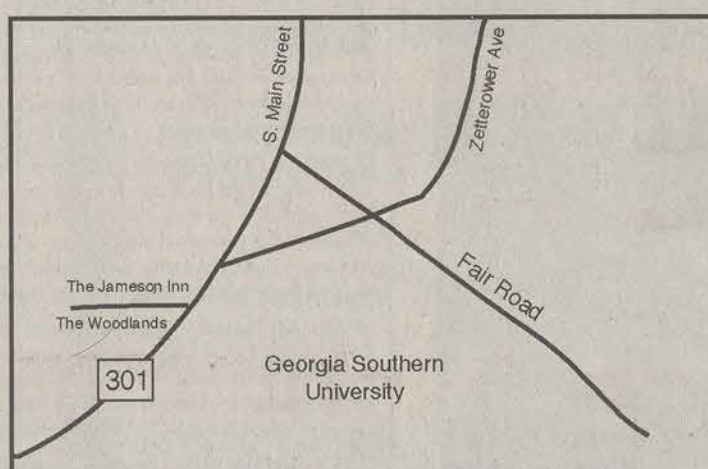 S. Main Street
Zetterower Ave
Fair Road
The Jameson Inn
The Woodlands
301
Georgia Southern
University